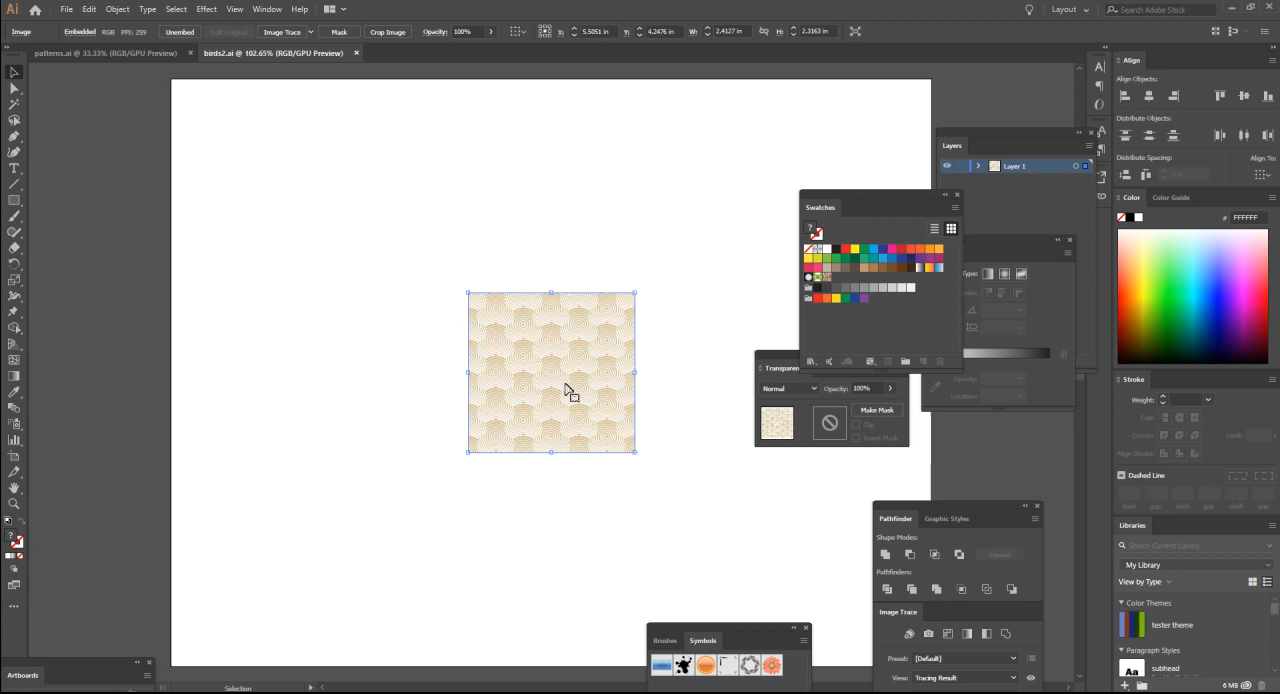 Ai File Edit Object Type Select Effect View Window Help Layout Search Adobe Stock
Image Embedded RGB PPI: 259 Unembed Edit Original Image Trace Mask Crop Image Opacity: 100% X: 5.5051 in Y: 4.2476 in W: 2.4127 in H: 2.3163 in
patterns.ai @ 33.33% (RGB/GPU Preview) × birds2.ai @ 102.65% (RGB/GPU Preview) ×
Align
Align Objects:
Distribute Objects:
Distribute Spacing: Align To:
Layers
Layer 1
Color Color Guide
# FFFFFF
Swatches
Type:
Stroke:
Opacity:
Location:
Transpare
Normal Opacity: 100%
Make Mask
Clip
Invert Mask
Stroke
Weight:
Cap:
Corner: Limit:
Align Stroke:
Dashed Line
dash gap dash gap dash gap
Pathfinder Graphic Styles
Shape Modes:
Expand
Pathfinders:
Image Trace
Preset: [Default]
View: Tracing Result
Libraries
Search Current Library
My Library
View by Type
Color Themes
tester theme
Paragraph Styles
Aa subhead
6 MB
Brushes Symbols
Artboards
Selection